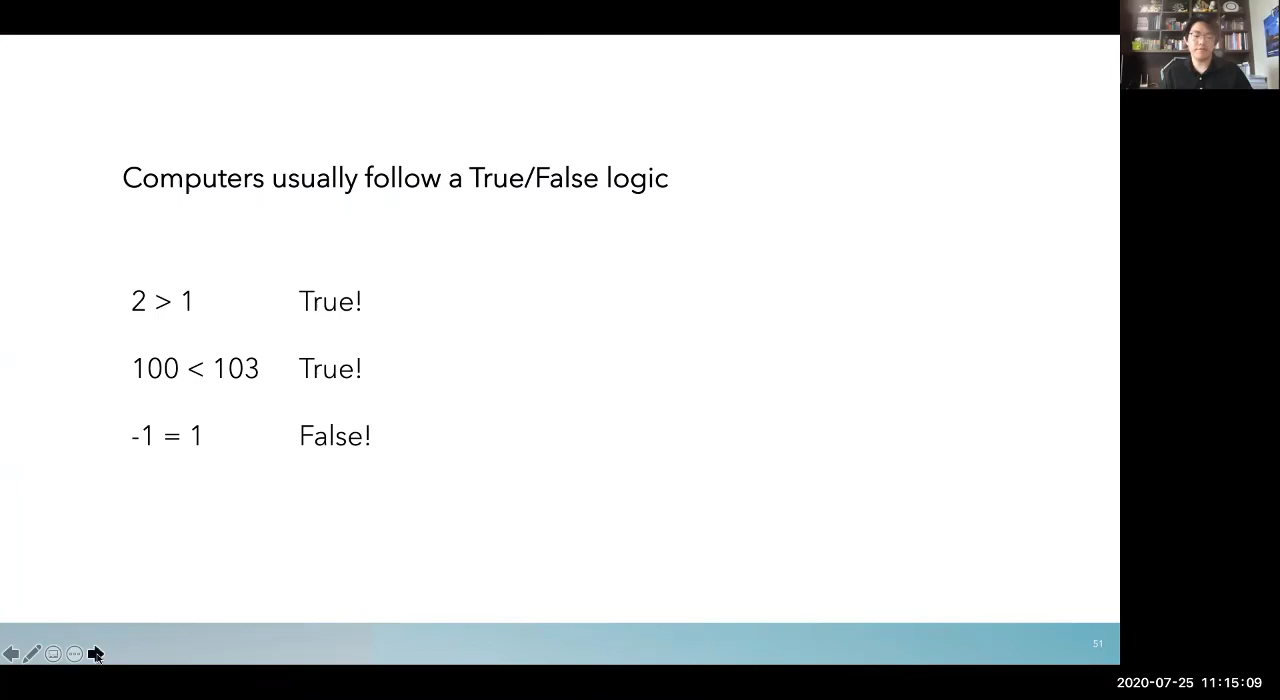 Computers usually follow a True/False logic
2 > 1 True!
100 < 103 True!
-1 = 1 False!
51
2020-07-25 11:15:09